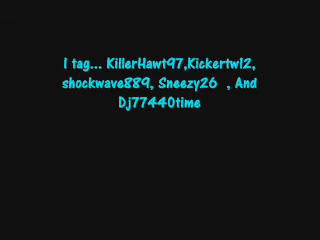 I tag... KillerHawt97,Kickertwl2,
shockwave889, Sneezy26 , And
Dj77440time